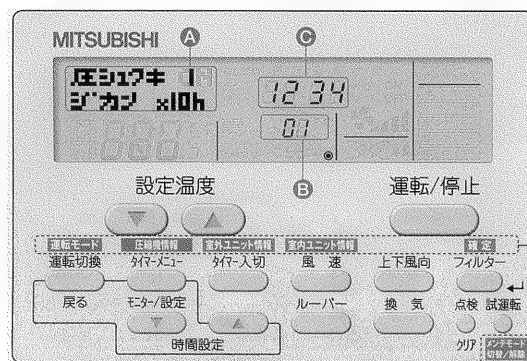 MITSUBISHI
A
C
圧シュウキ 1
ジカン x10h
1234
01
B
設定温度
運転/停止
運転モード 圧縮機情報 室外ユニット情報 室内ユニット情報 確定
運転切換 タイマーメニュー タイマー入切 風速 上下風向 フィルター
戻る モニター/設定 ルーバー 換気 点検 試運転
時間設定
クリア メンテモード
切替/解除